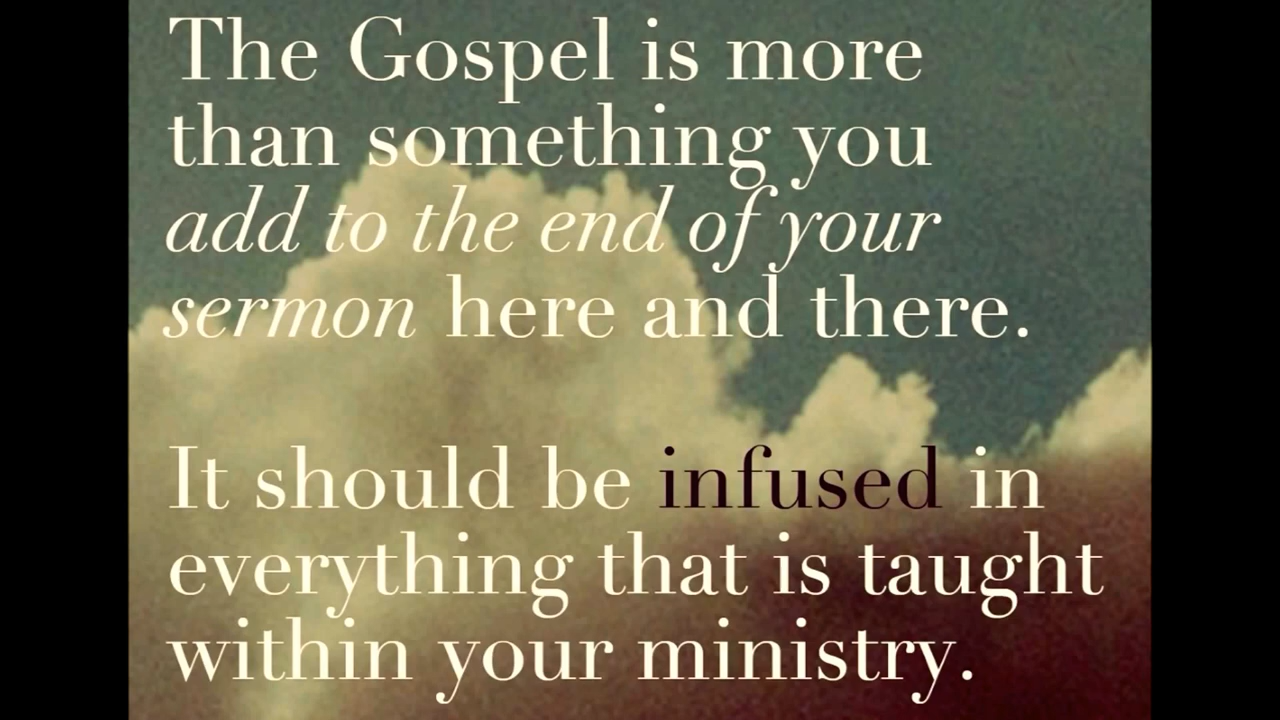 The Gospel is more
than something you
add to the end of your
sermon here and there.
It should be infused in
everything that is taught
within your ministry.